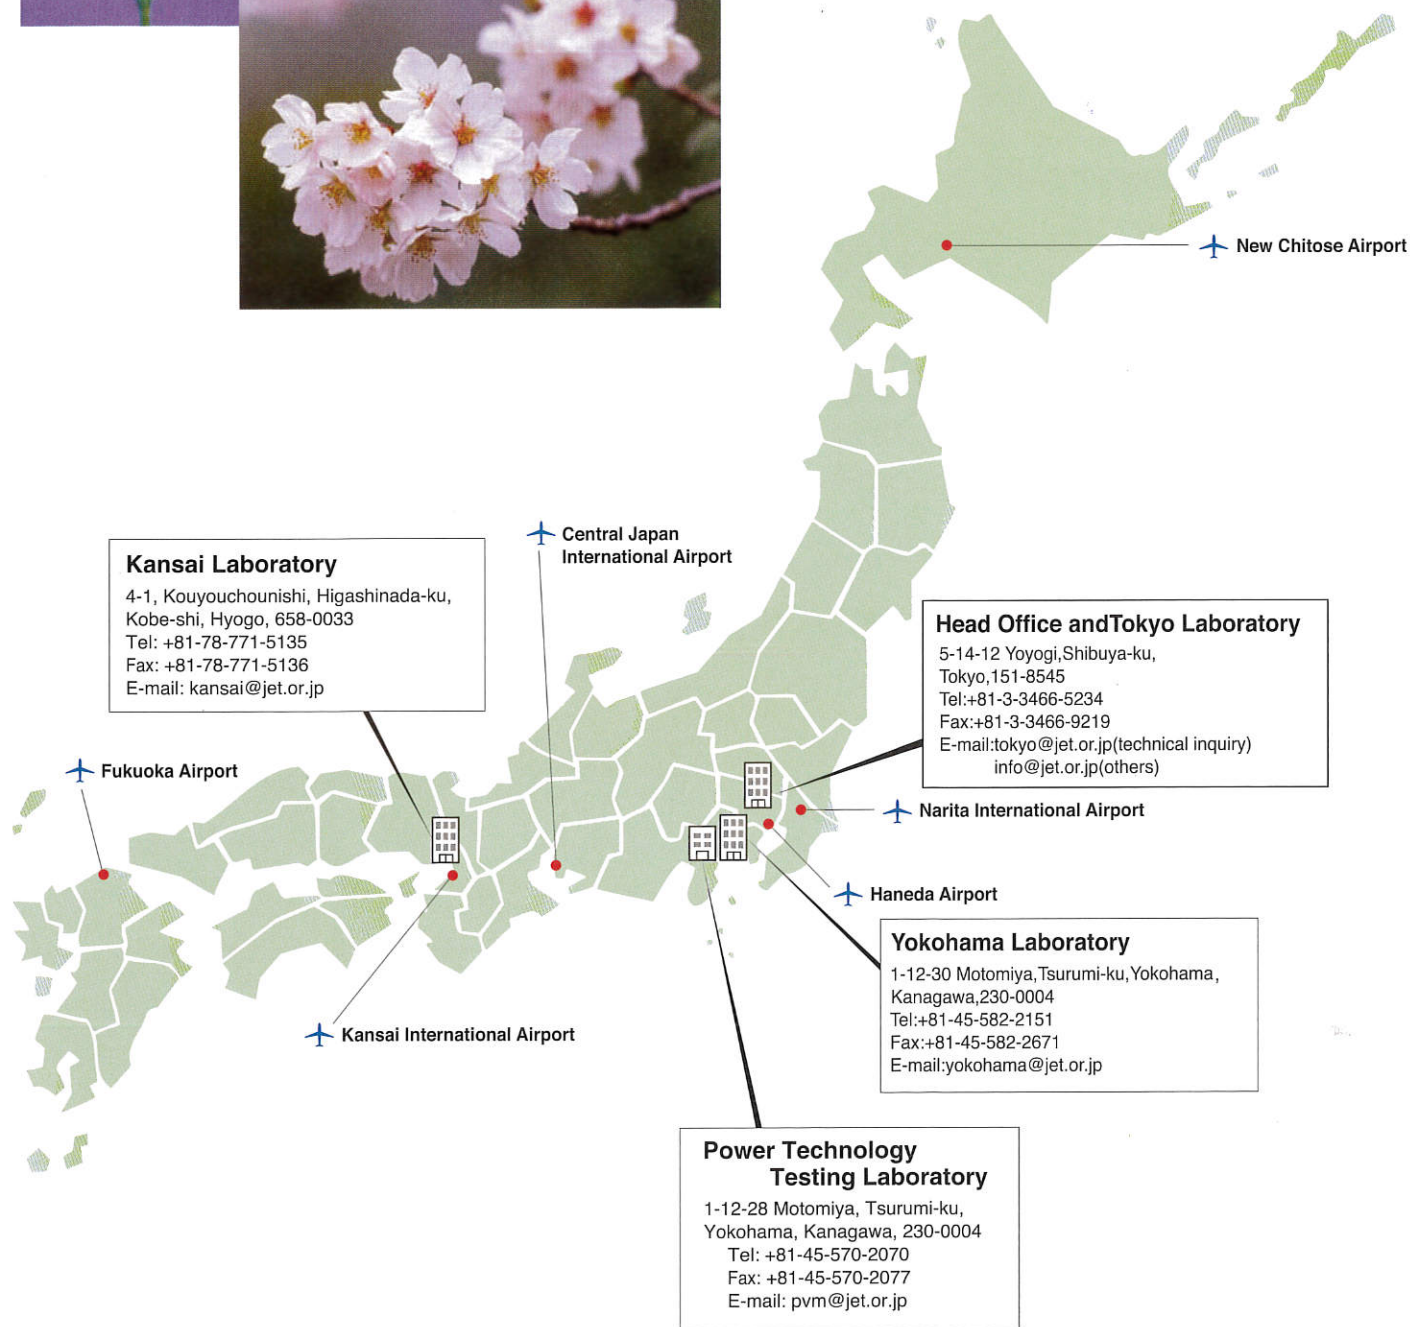 New Chitose Airport
Central Japan
International Airport
Kansai Laboratory
4-1, Kouyouchounishi, Higashinada-ku,
Kobe-shi, Hyogo, 658-0033
Tel: +81-78-771-5135
Fax: +81-78-771-5136
E-mail: kansai@jet.or.jp
Head Office andTokyo Laboratory
5-14-12 Yoyogi,Shibuya-ku,
Tokyo,151-8545
Tel:+81-3-3466-5234
Fax:+81-3-3466-9219
E-mail:tokyo@jet.or.jp(technical inquiry)
info@jet.or.jp(others)
Fukuoka Airport
Narita International Airport
Haneda Airport
Yokohama Laboratory
1-12-30 Motomiya,Tsurumi-ku,Yokohama,
Kanagawa,230-0004
Tel:+81-45-582-2151
Fax:+81-45-582-2671
E-mail:yokohama@jet.or.jp
Kansai International Airport
Power Technology
Testing Laboratory
1-12-28 Motomiya, Tsurumi-ku,
Yokohama, Kanagawa, 230-0004
Tel: +81-45-570-2070
Fax: +81-45-570-2077
E-mail: pvm@jet.or.jp